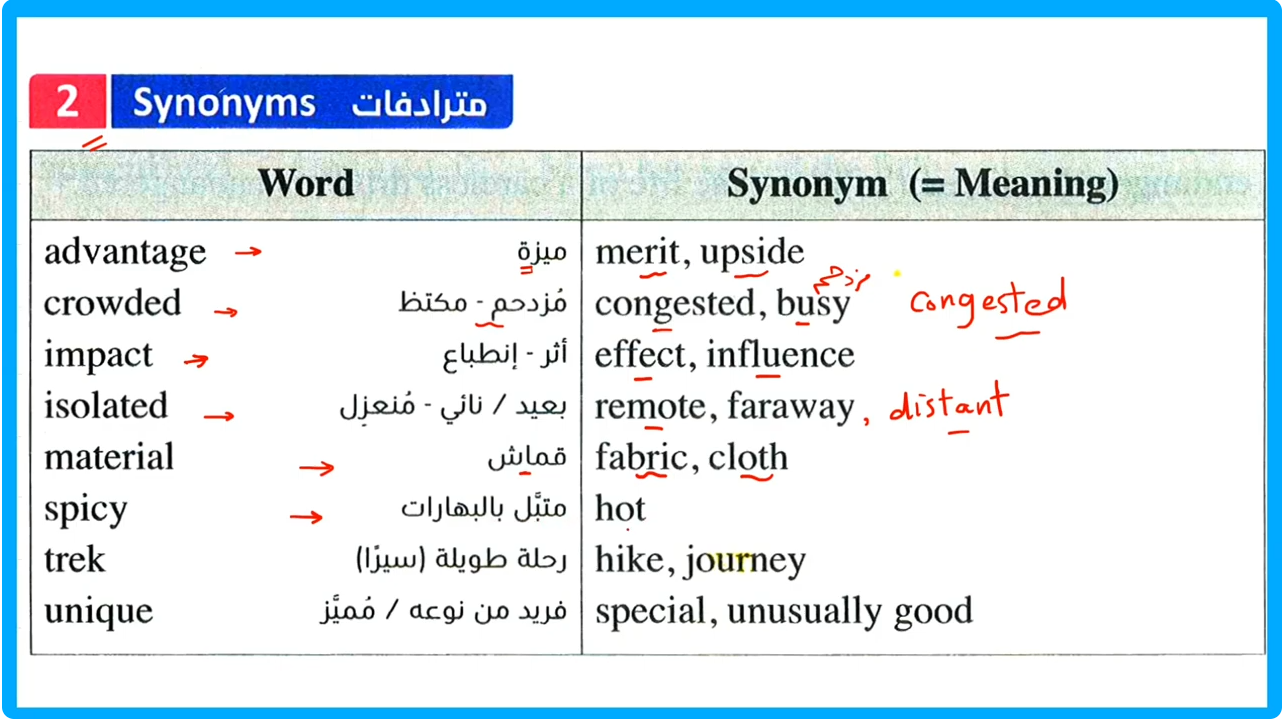 2 Synonyms مترادفات
Word Synonym (= Meaning)
advantage → ميزة merit, upside
مزدحم
crowded → مُزدحم - مكتظ congested, busy congested
impact → أثر - إنطباع effect, influence
isolated → بعيد / نائي - مُنعزِل remote, faraway, distant
material → قماش fabric, cloth
spicy → متبَّل بالبهارات hot
trek رحلة طويلة (سيرًا) hike, journey
unique فريد من نوعه / مُميَّز special, unusually good